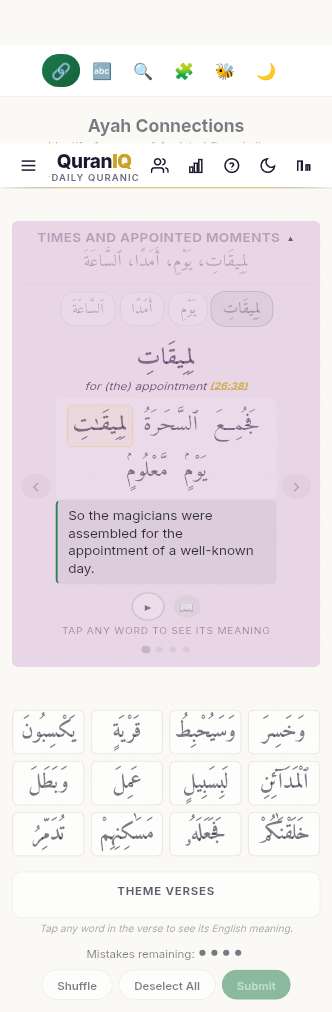 Ayah Connections
QuranIQ
DAILY QURANIC
TIMES AND APPOINTED MOMENTS ▲
لِمِيقَاتِ، يَوْمٍ، أَمَدًا، ٱلسَّاعَةَ
لِمِيقَاتِ يَوْمٍ أَمَدًا ٱلسَّاعَةَ
لِمِيقَاتِ
for (the) appointment (26:38)
فَجُمِعَ ٱلسَّحَرَةُ لِمِيقَـٰتِ
يَوْمٍ مَّعْلُومٍ
So the magicians were
assembled for the
appointment of a well-known
day.
TAP ANY WORD TO SEE ITS MEANING
وَخَسِرَ وَسَيُحْبِطُ قَرْيَةٍ يَكْسِبُونَ
ٱلْمَدَآئِنِ لَبِسَبِيلٍ عَمِلَ وَبَطَلَ
خَلَقْنَٰكُمْ فَجَعَلَهُۥ مَسَٰكِنِهِمْ تُدَمِّرُ
THEME VERSES
Tap any word in the verse to see its English meaning.
Mistakes remaining: ● ● ● ●
Shuffle Deselect All Submit